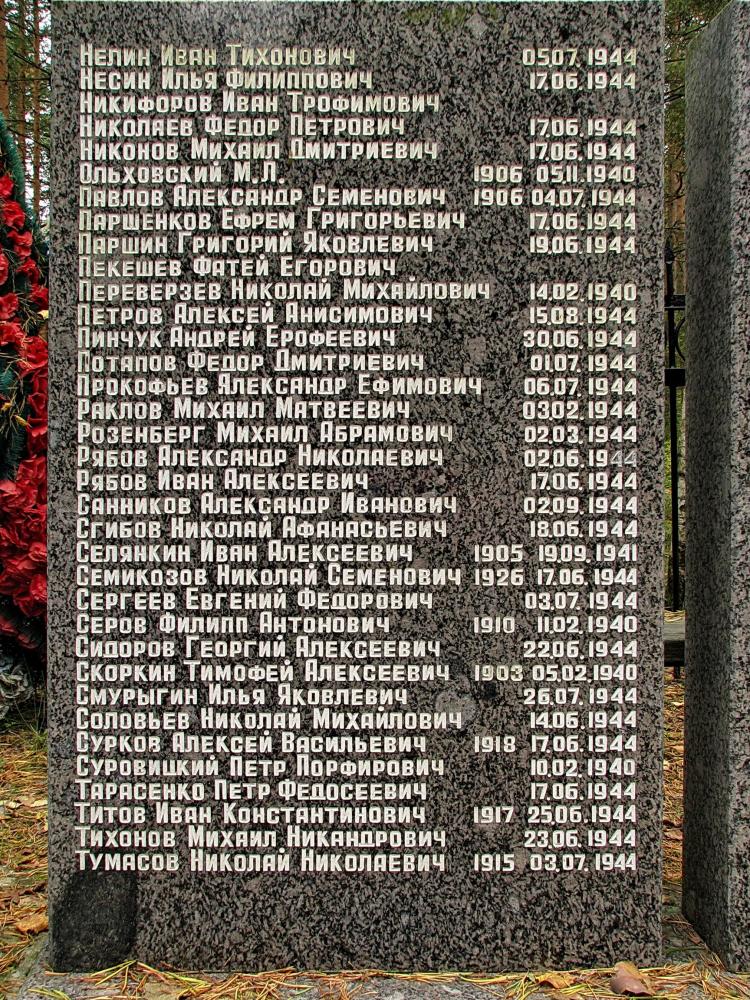 Нелин Иван Тихонович 05.07.1944
Несин Илья Филиппович 17.06.1944
Никифоров Иван Трофимович
Николаев Федор Петрович 17.06.1944
Никонов Михаил Дмитриевич 17.06.1944
Ольховский М.Л. 1906 05.11.1940
Павлов Александр Семенович 1906 04.07.1944
Паршенков Ефрем Григорьевич 17.06.1944
Паршин Григорий Яковлевич 19.06.1944
Пекешев Фатей Егорович
Переверзев Николай Михайлович 14.02.1940
Петров Алексей Анисимович 15.08.1944
Пинчук Андрей Ерофеевич 30.06.1944
Потапов Федор Дмитриевич 01.07.1944
Прокофьев Александр Ефимович 06.07.1944
Раклов Михаил Матвеевич 03.02.1944
Розенберг Михаил Абрамович 02.03.1944
Рябов Александр Николаевич 02.06.1944
Рябов Иван Алексеевич 17.06.1944
Санников Александр Иванович 02.09.1944
Сгибов Николай Афанасьевич 18.06.1944
Селянкин Иван Алексеевич 1905 19.09.1941
Семикозов Николай Семенович 1926 17.06.1944
Сергеев Евгений Федорович 03.07.1944
Серов Филипп Антонович 1910 11.02.1940
Сидоров Георгий Алексеевич 22.06.1944
Скоркин Тимофей Алексеевич 1903 05.02.1940
Смурыгин Илья Яковлевич 26.07.1944
Соловьев Николай Михайлович 14.06.1944
Сурков Алексей Васильевич 1918 17.06.1944
Суровицкий Петр Порфирович 10.02.1940
Тарасенко Петр Федосеевич 17.06.1944
Титов Иван Константинович 1917 25.06.1944
Тихонов Михаил Никандрович 23.06.1944
Тумасов Николай Николаевич 1915 03.07.1944